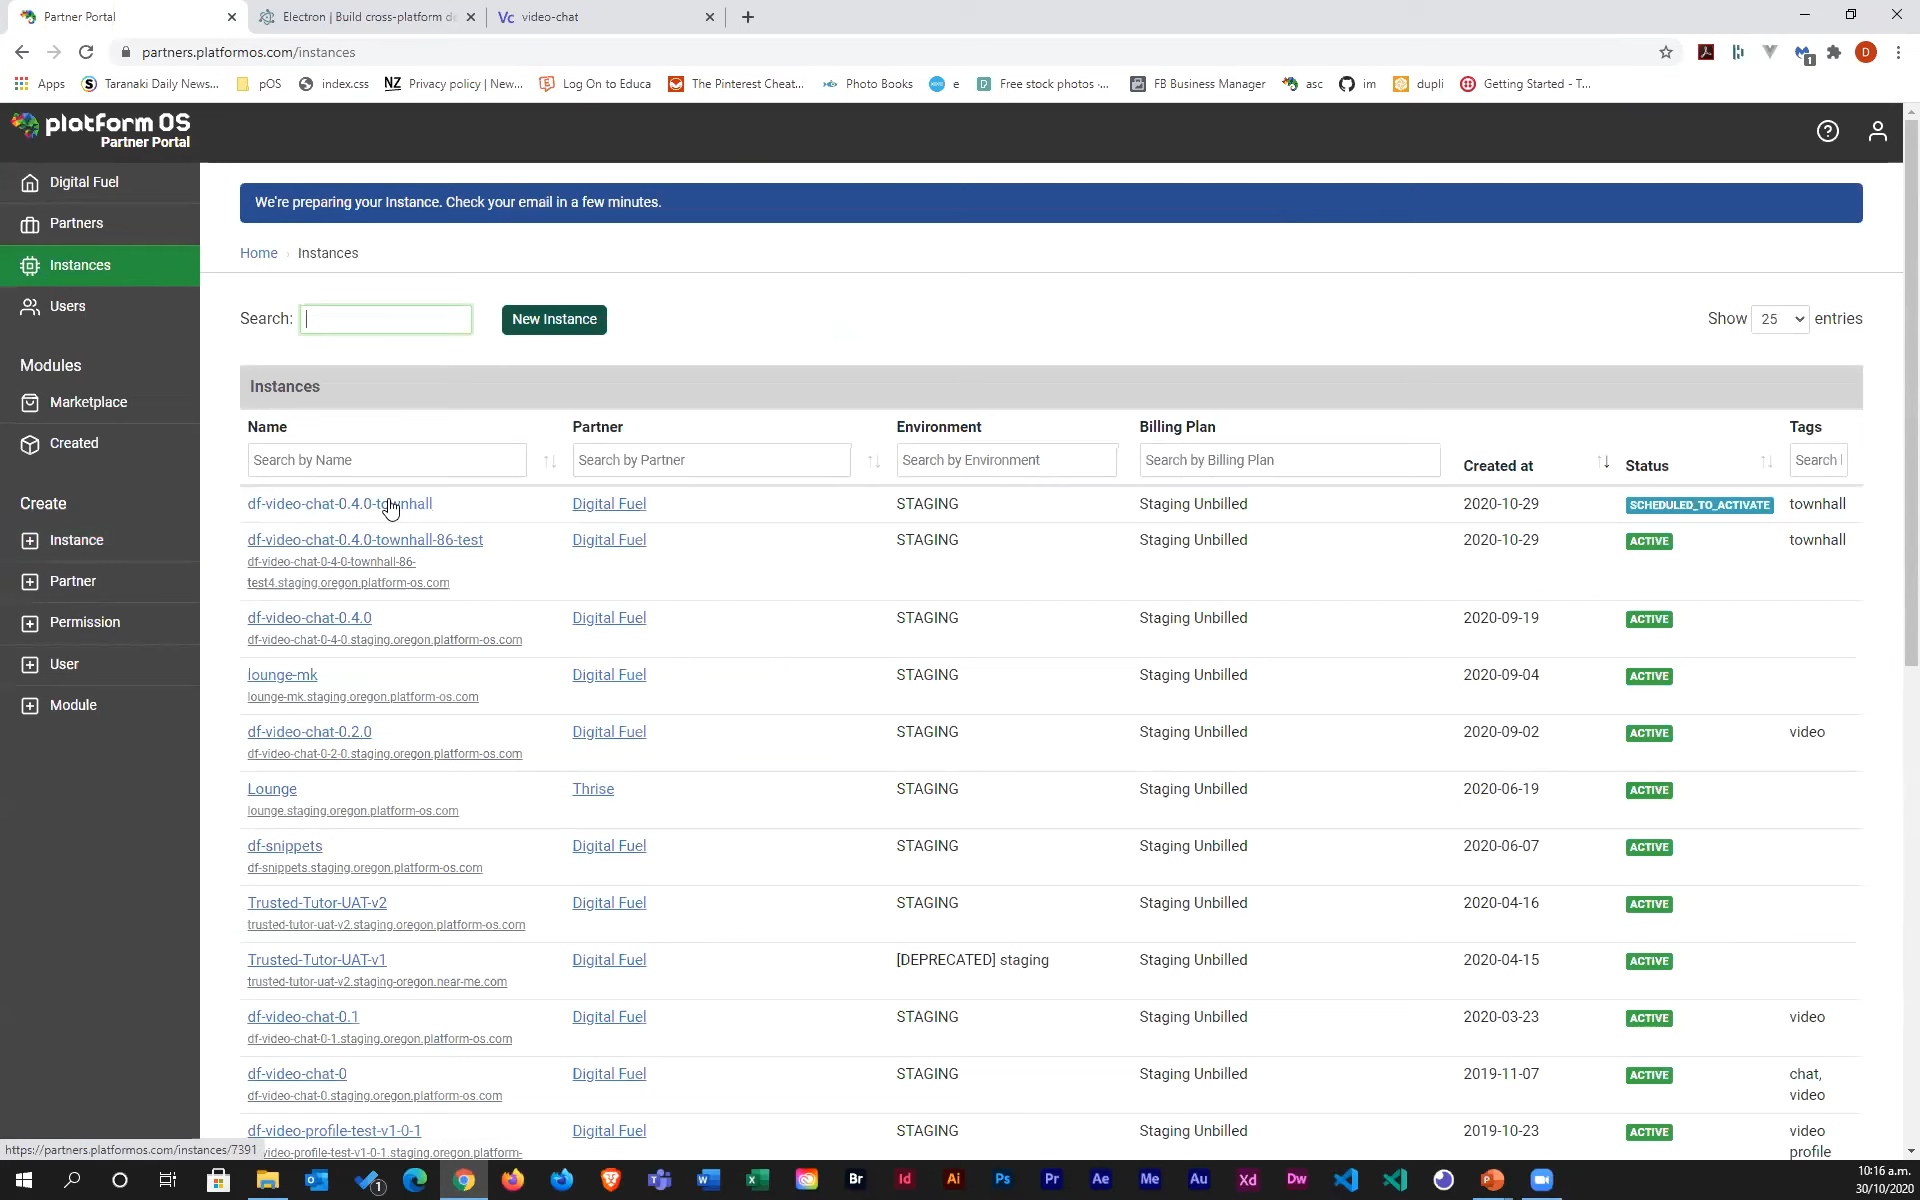 Partner Portal
Electron | Build cross-platform de
video-chat
partners.platformos.com/instances
Apps
Taranaki Daily News...
pOS
index.css
NZ Privacy policy | New...
Log On to Educa
The Pinterest Cheat...
Photo Books
e
Free stock photos -...
FB Business Manager
asc
im
dupli
Getting Started - T...
platform OS
Partner Portal
Digital Fuel
Partners
Instances
Users
Modules
Marketplace
Created
Create
Instance
Partner
Permission
User
Module
We're preparing your Instance. Check your email in a few minutes.
Home › Instances
Search:
New Instance
Show 25 entries
Instances
Name Partner Environment Billing Plan Created at Status Tags
Search by Name Search by Partner Search by Environment Search by Billing Plan Search
df-video-chat-0.4.0-townhall Digital Fuel STAGING Staging Unbilled 2020-10-29 SCHEDULED_TO_ACTIVATE townhall
df-video-chat-0.4.0-townhall-86-test Digital Fuel STAGING Staging Unbilled 2020-10-29 ACTIVE townhall
df-video-chat-0-4-0-townhall-86-
test4.staging.oregon.platform-os.com
df-video-chat-0.4.0 Digital Fuel STAGING Staging Unbilled 2020-09-19 ACTIVE
df-video-chat-0-4-0.staging.oregon.platform-os.com
lounge-mk Digital Fuel STAGING Staging Unbilled 2020-09-04 ACTIVE
lounge-mk.staging.oregon.platform-os.com
df-video-chat-0.2.0 Digital Fuel STAGING Staging Unbilled 2020-09-02 ACTIVE video
df-video-chat-0-2-0.staging.oregon.platform-os.com
Lounge Thrise STAGING Staging Unbilled 2020-06-19 ACTIVE
lounge.staging.oregon.platform-os.com
df-snippets Digital Fuel STAGING Staging Unbilled 2020-06-07 ACTIVE
df-snippets.staging.oregon.platform-os.com
Trusted-Tutor-UAT-v2 Digital Fuel STAGING Staging Unbilled 2020-04-16 ACTIVE
trusted-tutor-uat-v2.staging.oregon.platform-os.com
Trusted-Tutor-UAT-v1 Digital Fuel [DEPRECATED] staging Staging Unbilled 2020-04-15 ACTIVE
trusted-tutor-uat-v2.staging-oregon.near-me.com
df-video-chat-0.1 Digital Fuel STAGING Staging Unbilled 2020-03-23 ACTIVE video
df-video-chat-0-1.staging.oregon.platform-os.com
df-video-chat-0 Digital Fuel STAGING Staging Unbilled 2019-11-07 ACTIVE chat,
video
df-video-chat-0.staging.oregon.platform-os.com
df-video-profile-test-v1-0-1 Digital Fuel STAGING Staging Unbilled 2019-10-23 ACTIVE video
profile
video-profile-test-v1-0-1.staging.oregon.platform-os-
https://partners.platformos.com/instances/7391
10:16 a.m.
30/10/2020